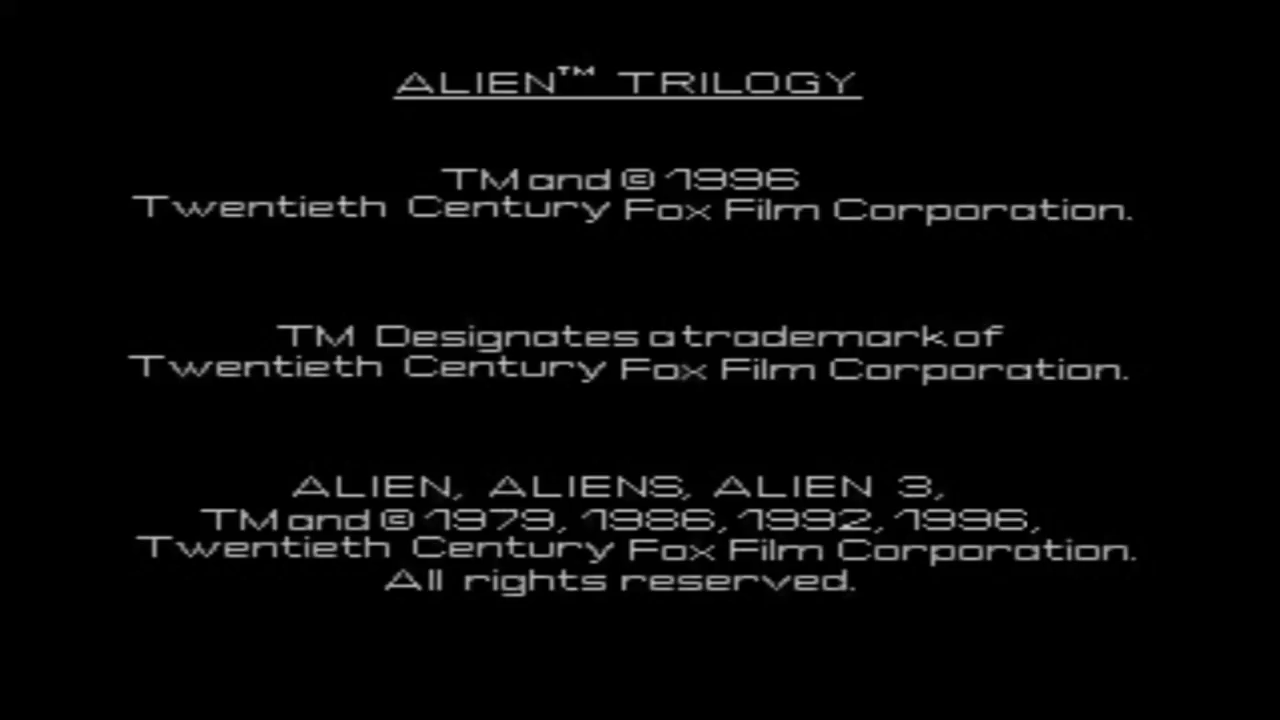 ALIEN™ TRILOGY
TM and © 1996
Twentieth Century Fox Film Corporation.
TM Designates a trademark of
Twentieth Century Fox Film Corporation.
ALIEN, ALIENS, ALIEN 3,
TM and © 1979, 1986, 1992, 1996,
Twentieth Century Fox Film Corporation.
All rights reserved.